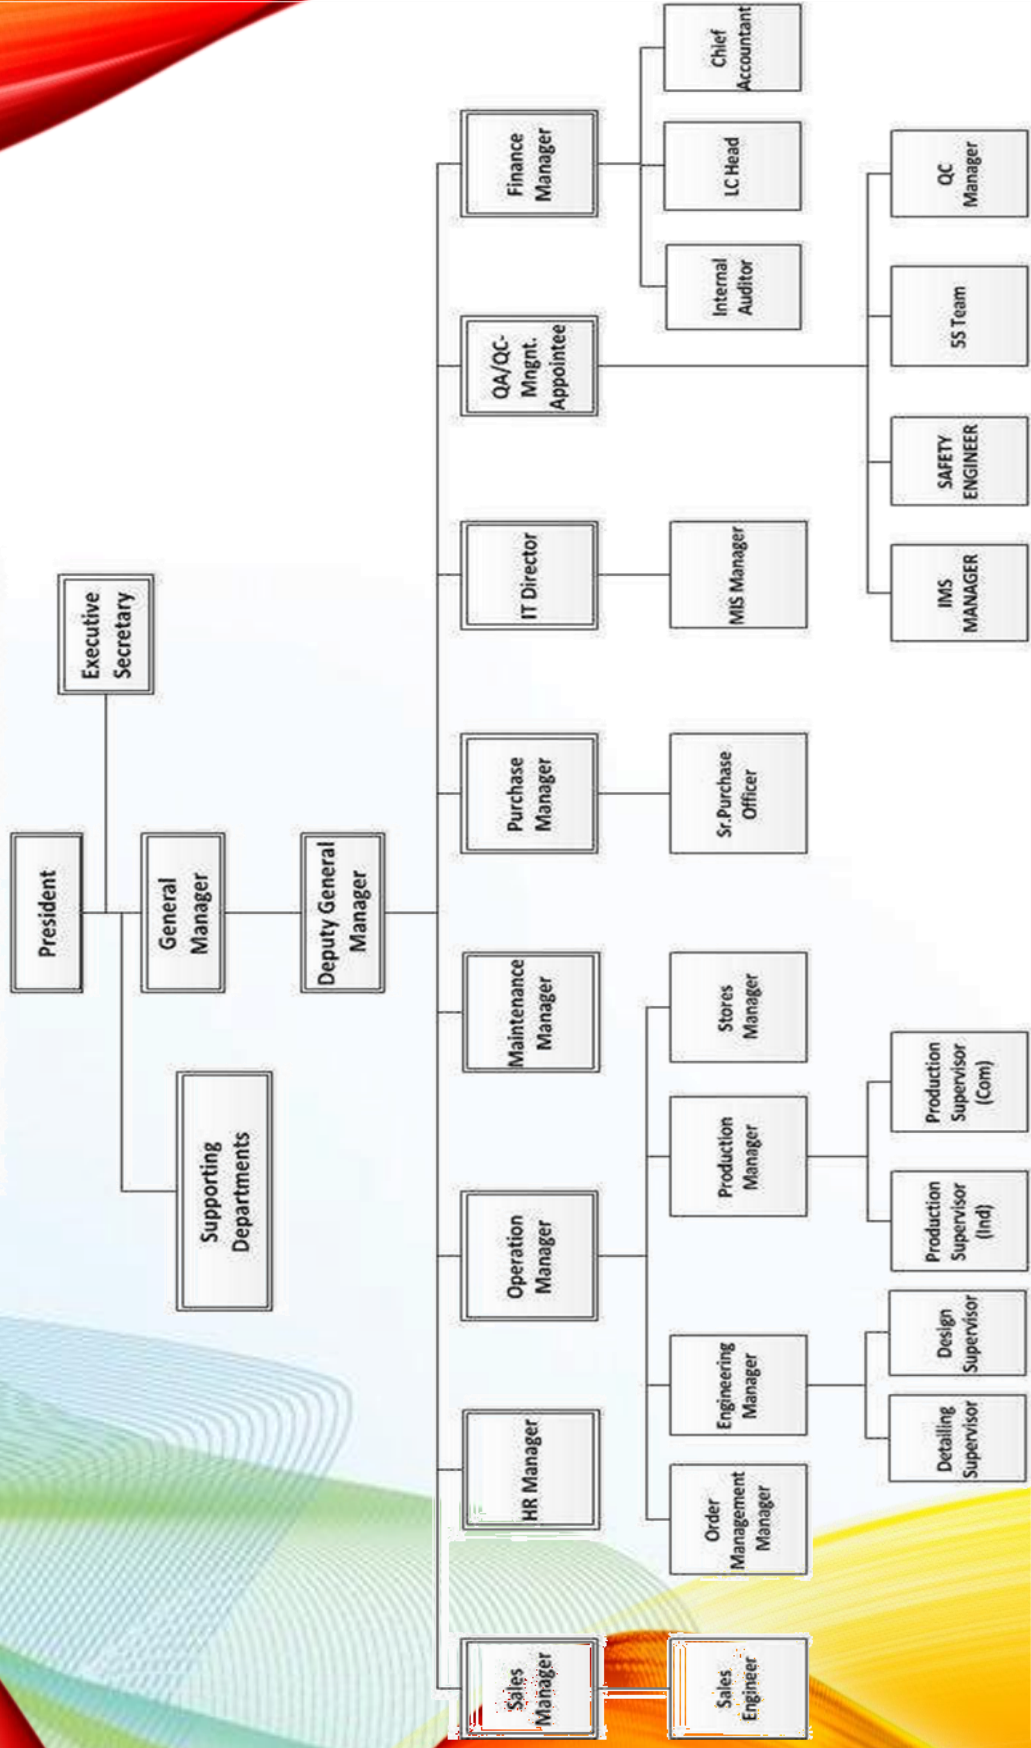 President
Executive
Secretary
General
Manager
Supporting
Departments
Deputy General
Manager
Sales
Manager
HR Manager
Operation
Manager
Maintenance
Manager
Purchase
Manager
IT Director
QA/QC-
Mngnt.
Appointee
Finance
Manager
Sales
Engineer
Order
Management
Manager
Engineering
Manager
Production
Manager
Stores
Manager
Sr.Purchase
Officer
MIS Manager
Internal
Auditor
LC Head
Chief
Accountant
Detailing
Supervisor
Design
Supervisor
Production
Supervisor
(Ind)
Production
Supervisor
(Com)
IMS
MANAGER
SAFETY
ENGINEER
5S Team
QC
Manager